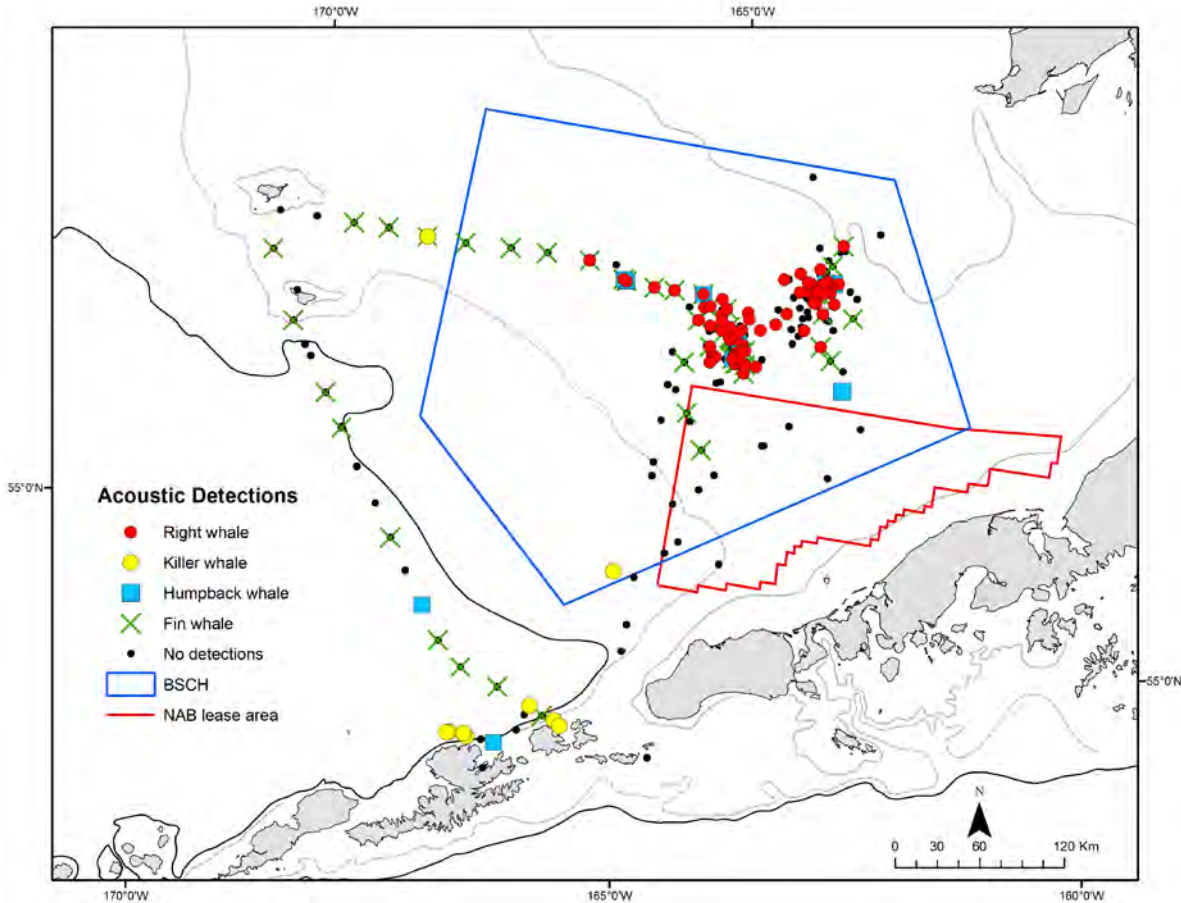 170°0'W 165°0'W
55°0'N
Acoustic Detections
Right whale
Killer whale
Humpback whale
Fin whale
No detections
BSCH
NAB lease area
55°0'N
N
0 30 60 120 Km
170°0'W 165°0'W 160°0'W